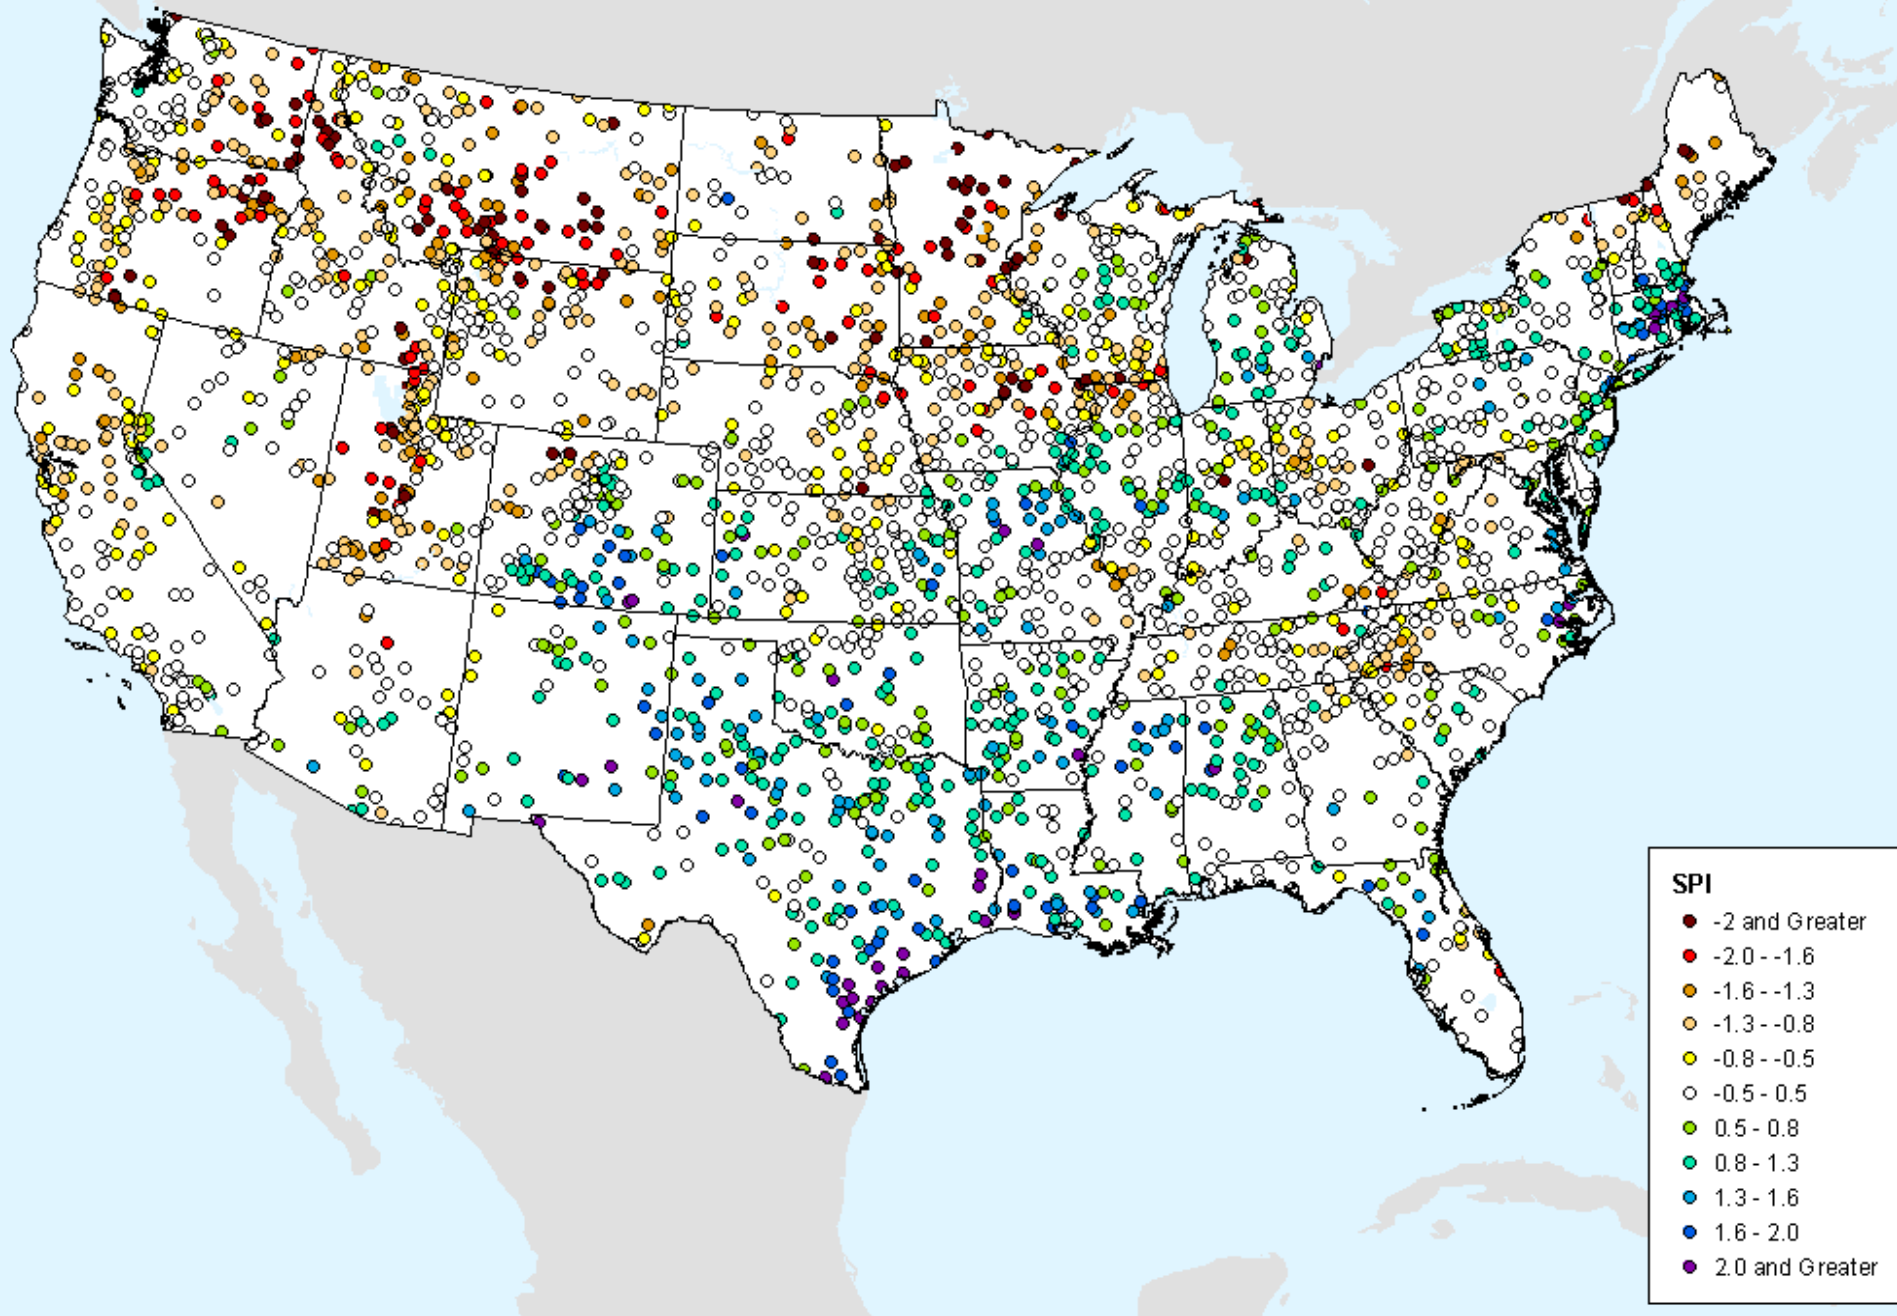 SPI
-2 and Greater
-2.0 - -1.6
-1.6 - -1.3
-1.3 - -0.8
-0.8 - -0.5
-0.5 - 0.5
0.5 - 0.8
0.8 - 1.3
1.3 - 1.6
1.6 - 2.0
2.0 and Greater